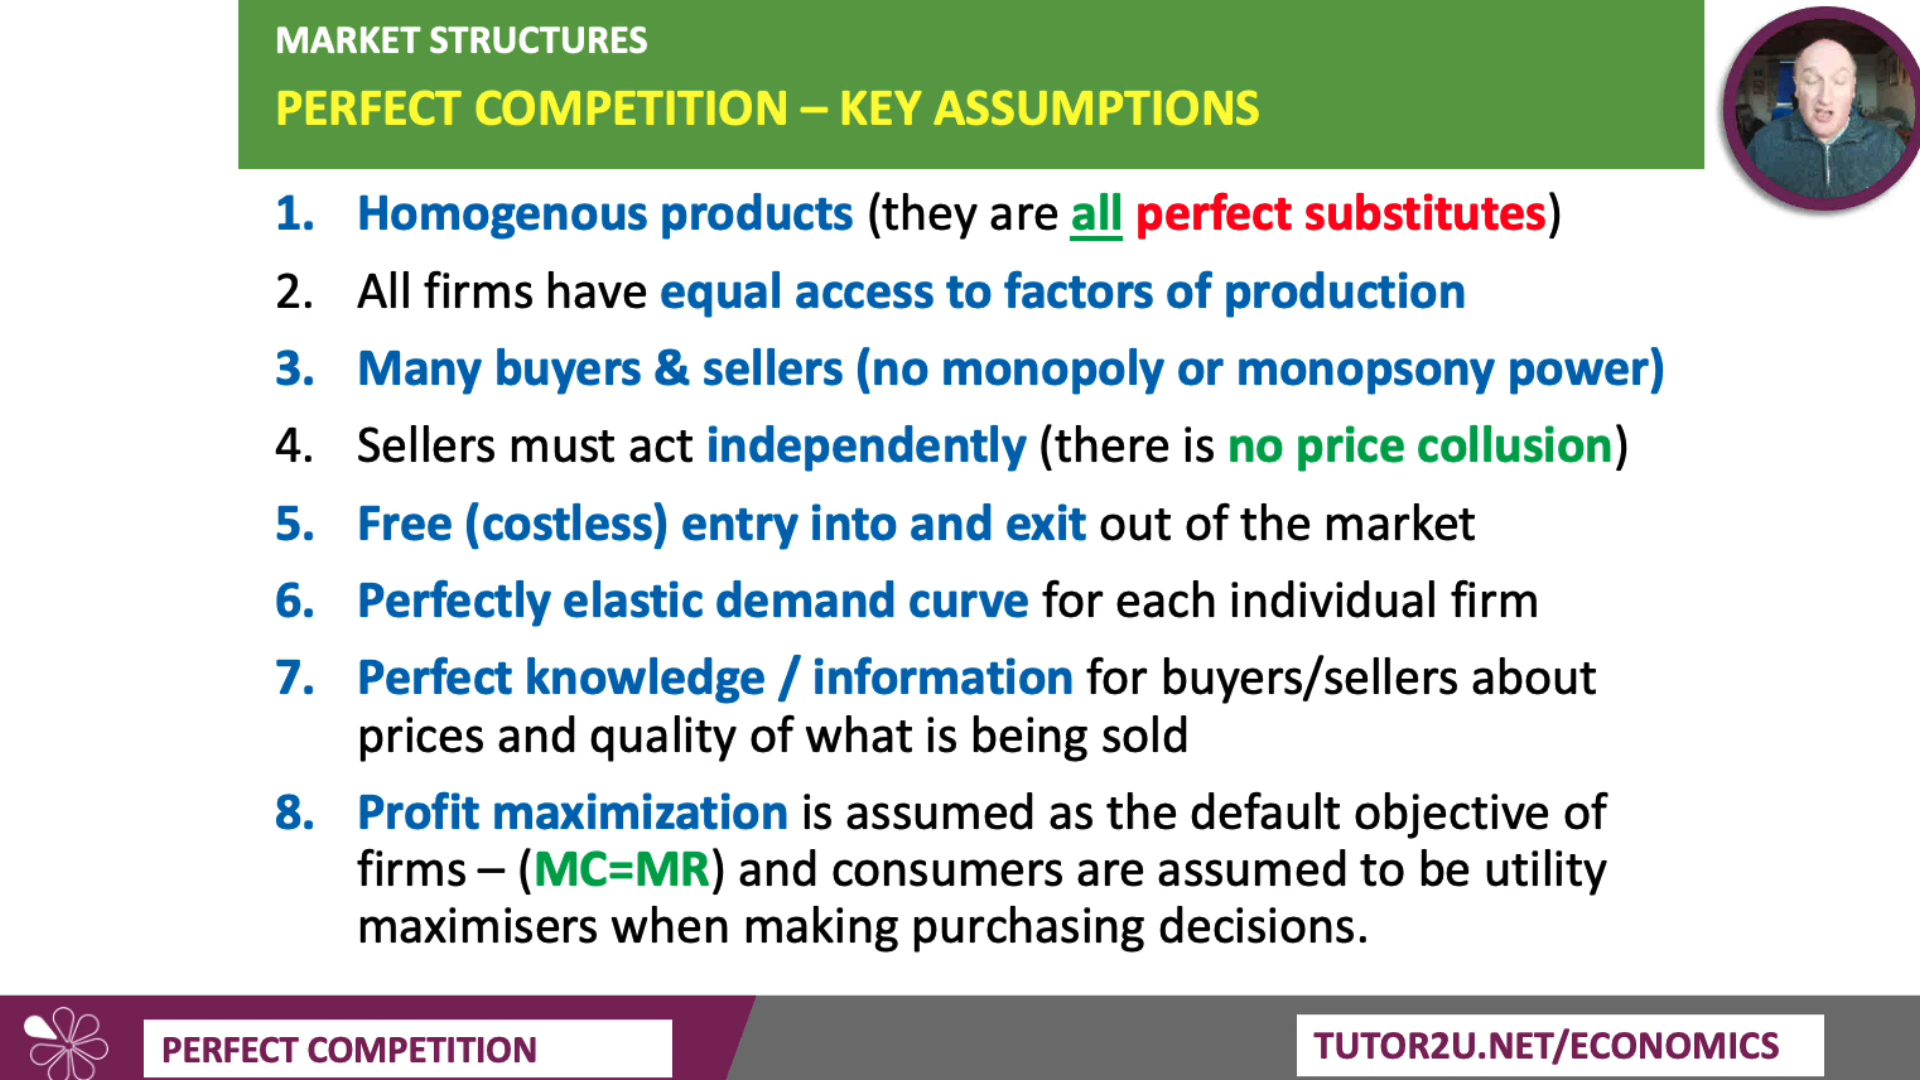 MARKET STRUCTURES
PERFECT COMPETITION – KEY ASSUMPTIONS
1. Homogenous products (they are all perfect substitutes)
2. All firms have equal access to factors of production
3. Many buyers & sellers (no monopoly or monopsony power)
4. Sellers must act independently (there is no price collusion)
5. Free (costless) entry into and exit out of the market
6. Perfectly elastic demand curve for each individual firm
7. Perfect knowledge / information for buyers/sellers about
prices and quality of what is being sold
8. Profit maximization is assumed as the default objective of
firms – (MC=MR) and consumers are assumed to be utility
maximisers when making purchasing decisions.
PERFECT COMPETITION
TUTOR2U.NET/ECONOMICS